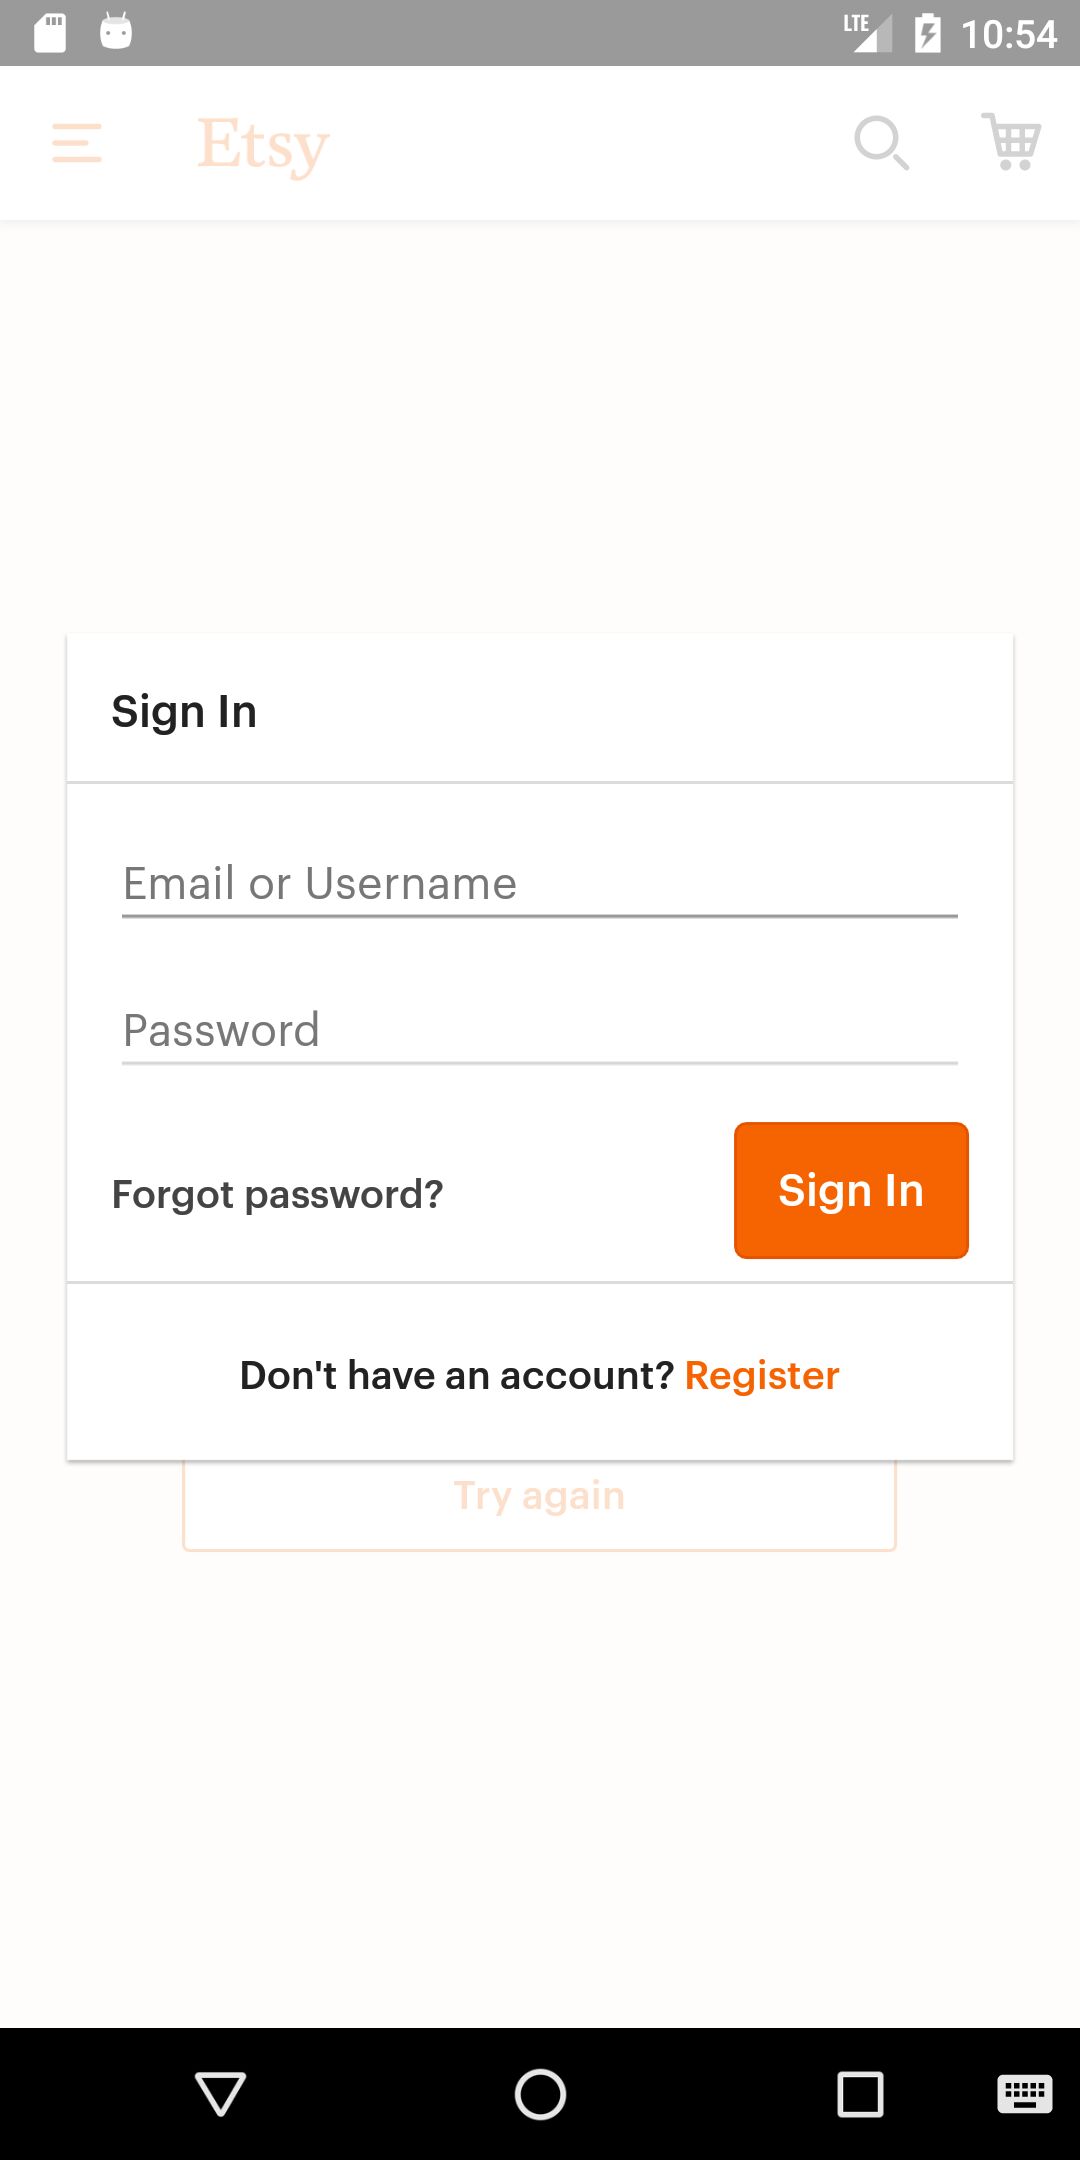 LTE 10:54
Etsy
Sign In
Email or Username
Password
Forgot password? Sign In
Don't have an account? Register
Try again